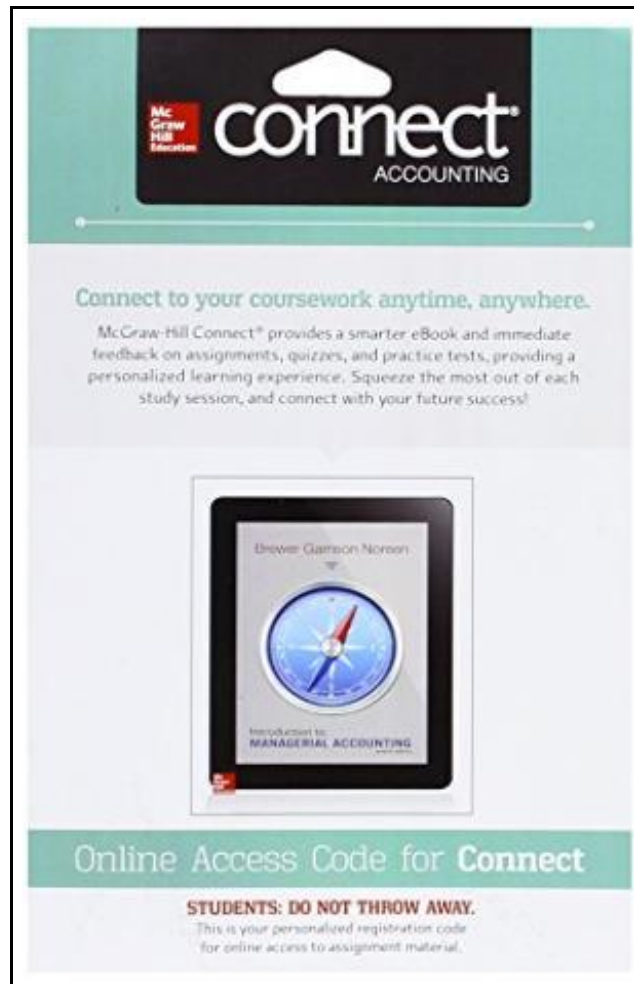 Mc
Graw
Hill
Education
connect®
ACCOUNTING
Connect to your coursework anytime, anywhere.
McGraw-Hill Connect® provides a smarter eBook and immediate
feedback on assignments, quizzes, and practice tests, providing a
personalized learning experience. Squeeze the most out of each
study session, and connect with your future success!
Brewer Garrison Noreen
Introduction to
MANAGERIAL ACCOUNTING
Online Access Code for Connect
STUDENTS: DO NOT THROW AWAY.
This is your personalized registration code
for online access to assignment material.